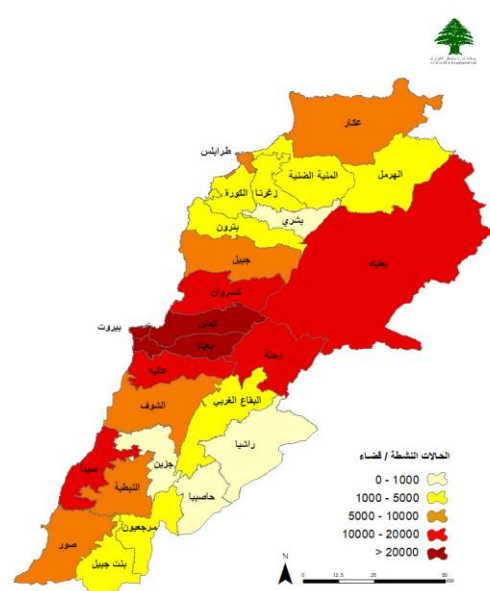 عكار
طرابلس
المنية الضنية
الهرمل
زغرتا
الكورة
بشري
بترون
بعلبك
جبيل
كسروان
المتن
بيروت
بعبدا
زحلة
عاليه
البقاع الغربي
الشوف
راشيا
صيدا
جزين
النبطية
حاصبيا
مرجعيون
صور
بنت جبيل
الحالات النشطة / قضاء
0 - 1000
1000 - 5000
5000 - 10000
10000 - 20000
> 20000
N
0 12.5 25 50
KM